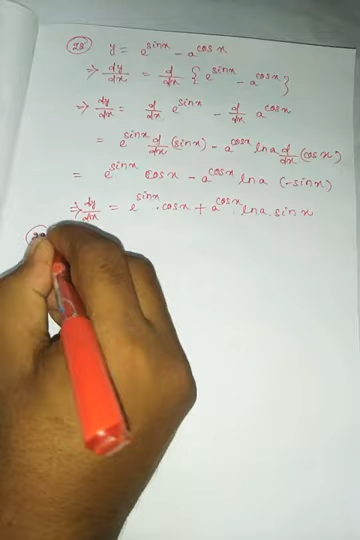 28 y = e^sinx - a^cosx
⇒ dy/dx = d/dx { e^sinx - a^cosx }
⇒ dy/dx = d/dx e^sinx - d/dx a^cosx
= e^sinx d/dx (sinx) - a^cosx lna d/dx (cosx)
= e^sinx cosx - a^cosx lna (-sinx)
⇒ dy/dx = e^sinx . cosx + a^cosx lna . sinx